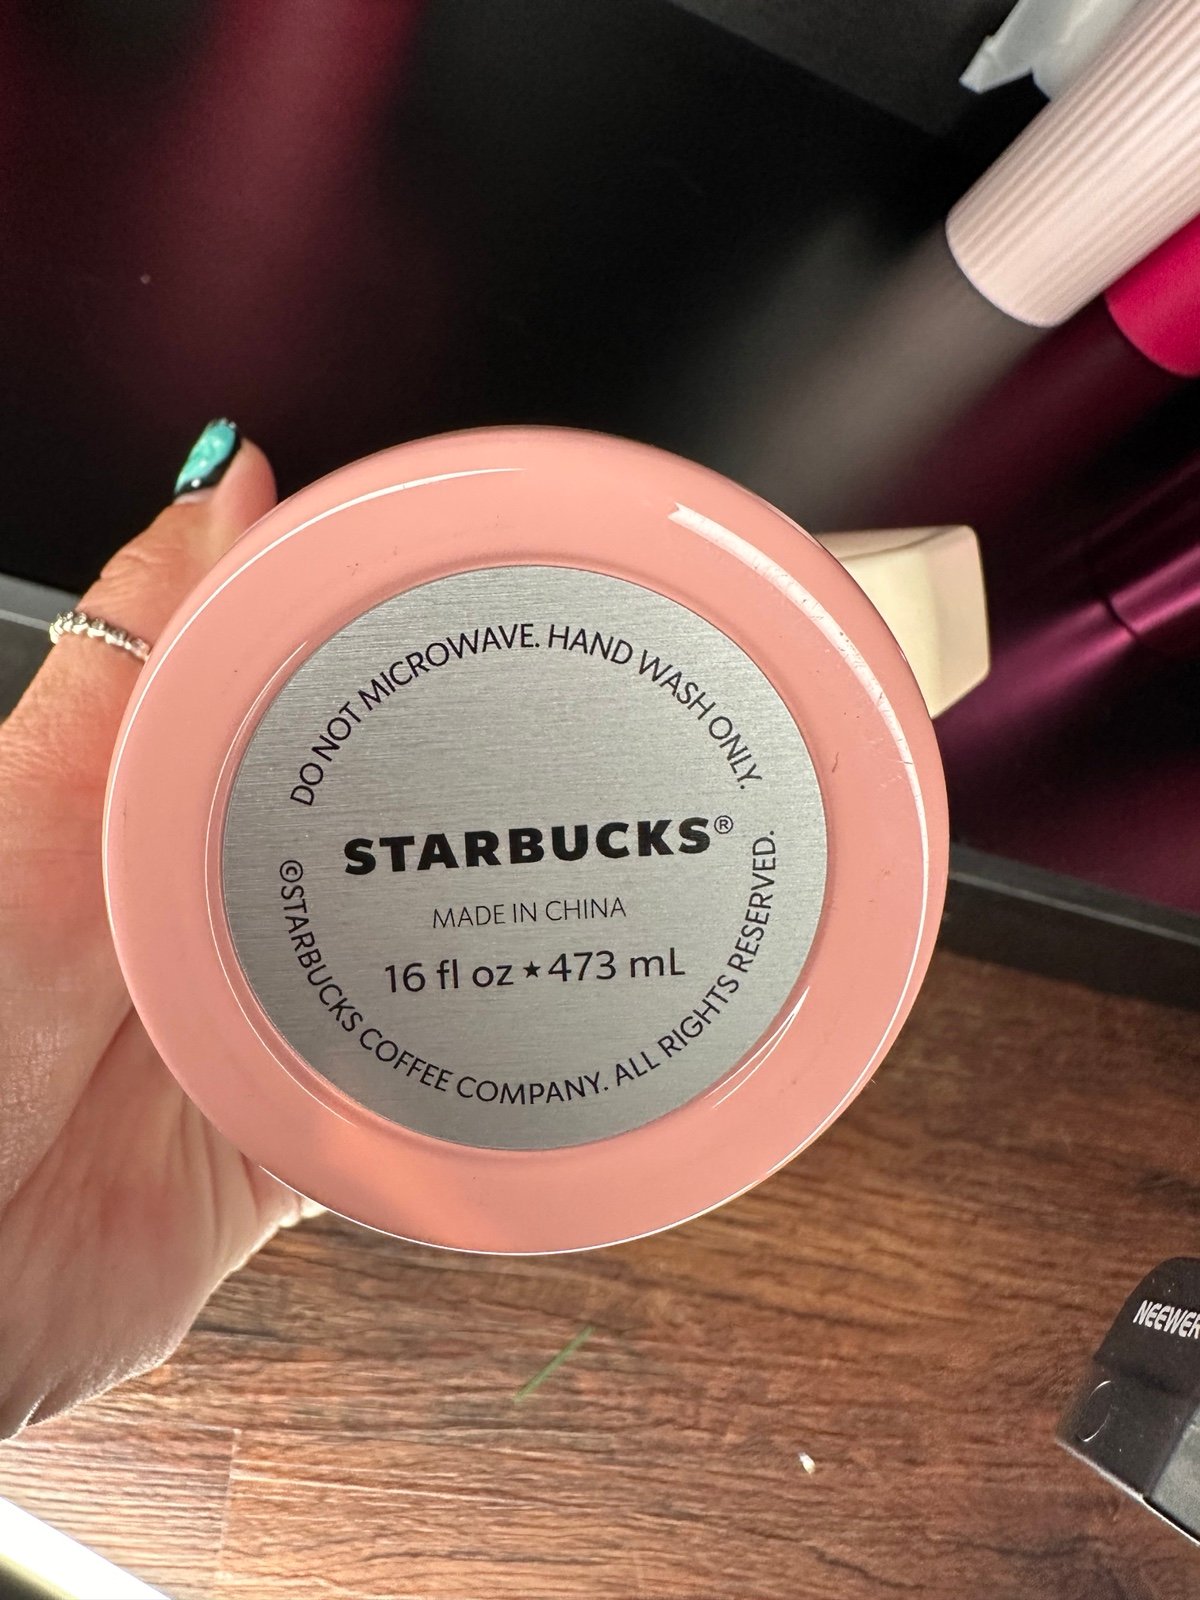 DO NOT MICROWAVE. HAND WASH ONLY.
STARBUCKS®
MADE IN CHINA
16 fl oz ★ 473 mL
©STARBUCKS COFFEE COMPANY. ALL RIGHTS RESERVED.
NEEWER